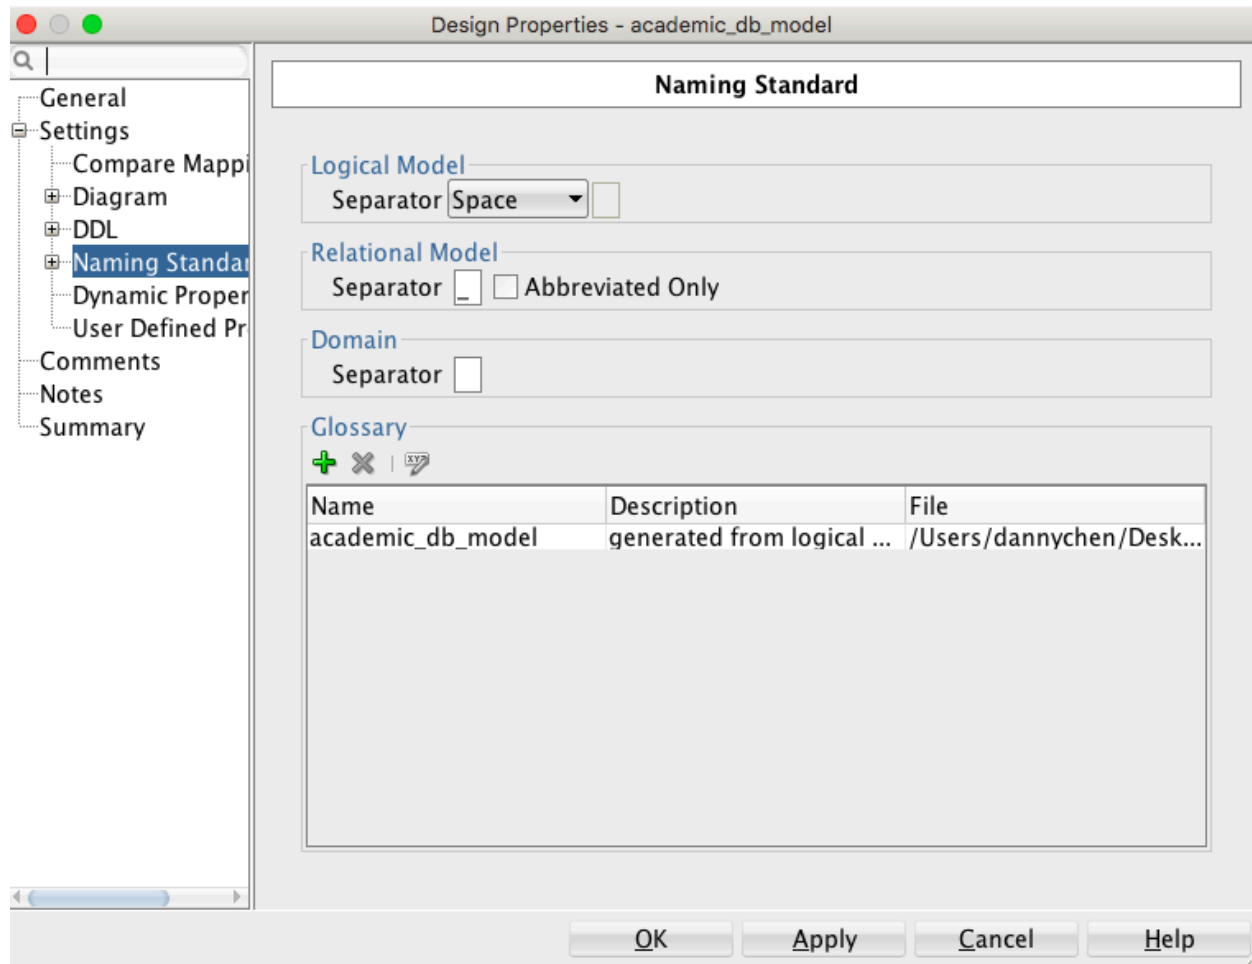 Design Properties - academic_db_model
General
Settings
Compare Mappi
Diagram
DDL
Naming Standar
Dynamic Proper
User Defined Pr
Comments
Notes
Summary
Naming Standard
Logical Model
Separator Space
Relational Model
Separator _ Abbreviated Only
Domain
Separator
Glossary
Name Description File
academic_db_model generated from logical ... /Users/dannychen/Desk...
OK Apply Cancel Help